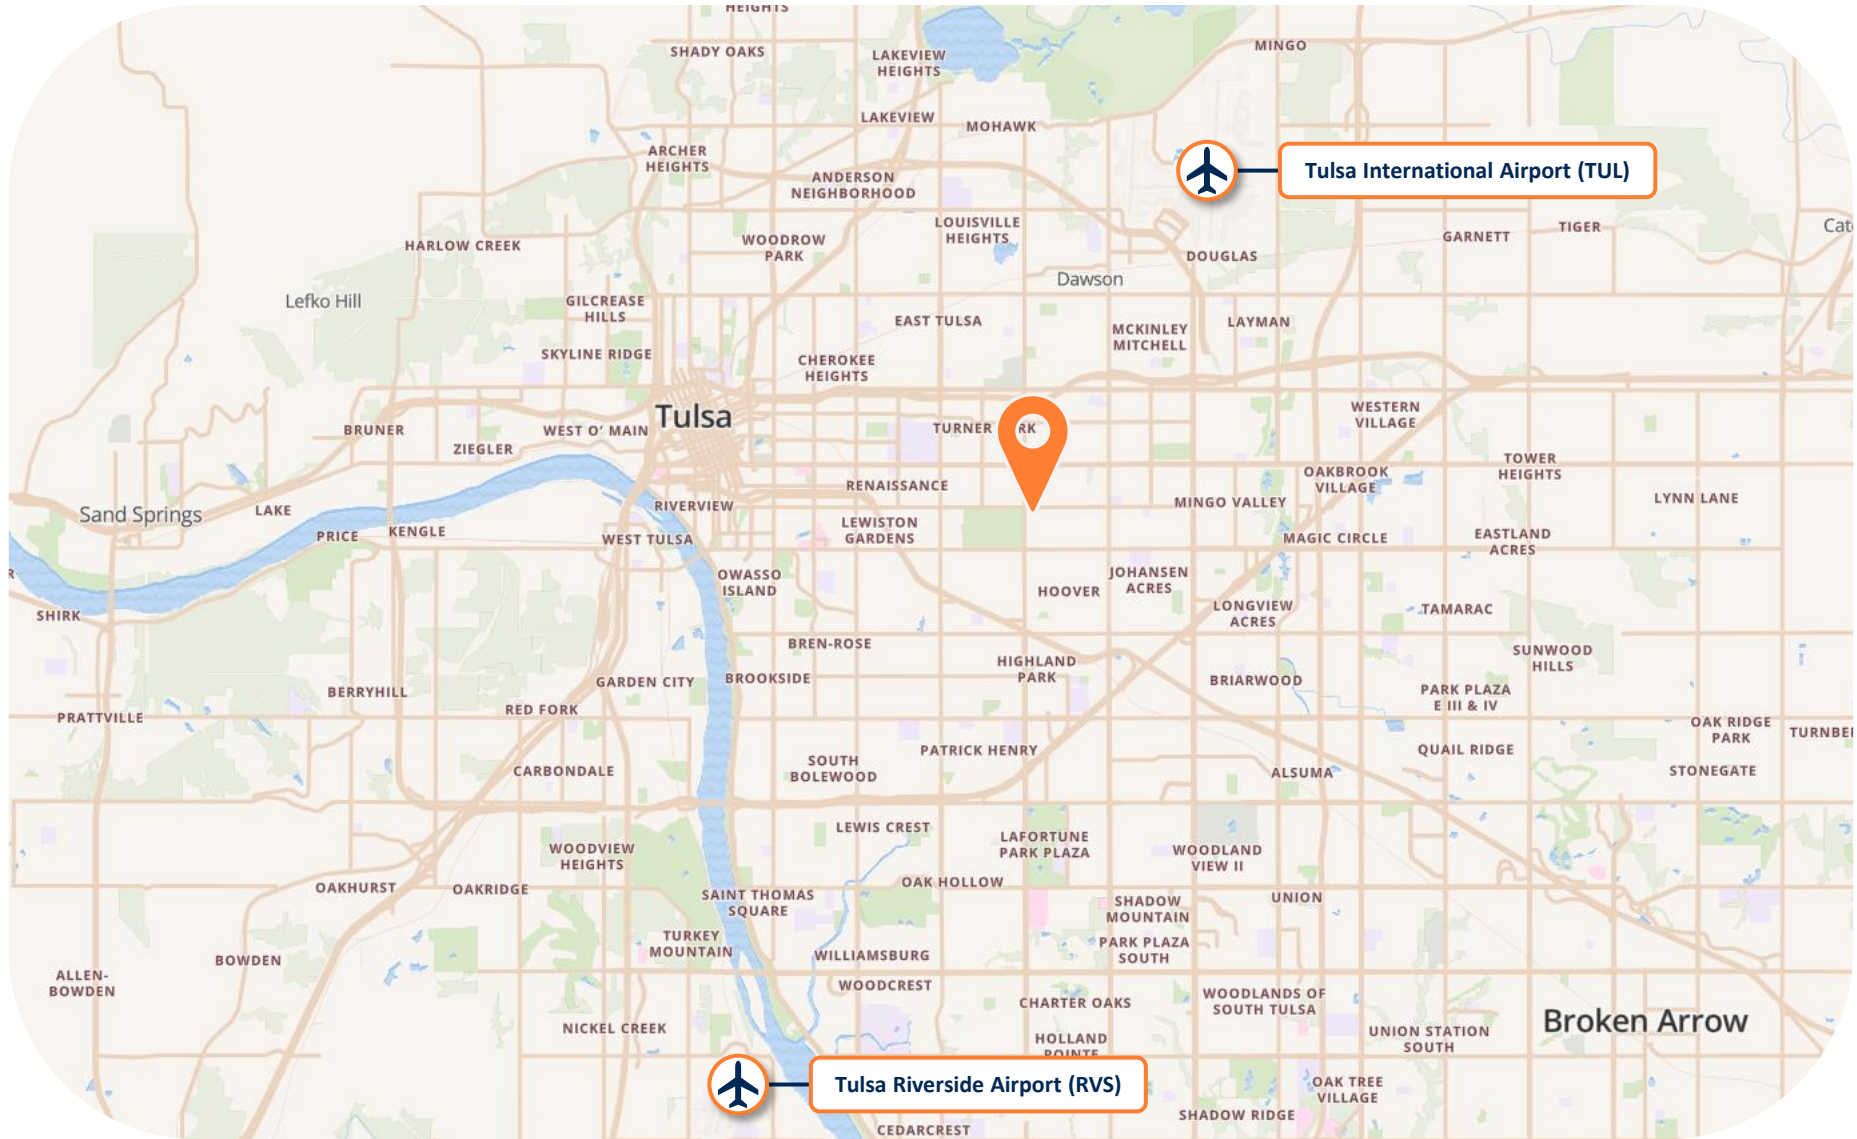 HEIGHTS
SHADY OAKS
LAKEVIEW
HEIGHTS
MINGO
LAKEVIEW
MOHAWK
ARCHER
HEIGHTS
ANDERSON
NEIGHBORHOOD
Tulsa International Airport (TUL)
HARLOW CREEK
WOODROW
PARK
LOUISVILLE
HEIGHTS
DOUGLAS
GARNETT
TIGER
Cat
Lefko Hill
Dawson
GILCREASE
HILLS
EAST TULSA
MCKINLEY
MITCHELL
LAYMAN
SKYLINE RIDGE
CHEROKEE
HEIGHTS
Tulsa
BRUNER
ZIEGLER
WEST O' MAIN
TURNER
RK
WESTERN
VILLAGE
TOWER
HEIGHTS
OAKBROOK
VILLAGE
RENAISSANCE
MINGO VALLEY
LYNN LANE
Sand Springs
LAKE
RIVERVIEW
PRICE
KENGLE
WEST TULSA
LEWISTON
GARDENS
MAGIC CIRCLE
EASTLAND
ACRES
R
OWASSO
ISLAND
HOOVER
JOHANSEN
ACRES
SHIRK
LONGVIEW
ACRES
TAMARAC
BREN-ROSE
SUNWOOD
HILLS
HIGHLAND
PARK
BERRYHILL
GARDEN CITY
BROOKSIDE
BRIARWOOD
PARK PLAZA
E III & IV
PRATTVILLE
RED FORK
OAK RIDGE
PARK
TURNBE
PATRICK HENRY
QUAIL RIDGE
CARBONDALE
SOUTH
BOLEWOOD
ALSUMA
STONEGATE
LEWIS CREST
LAFORTUNE
PARK PLAZA
WOODVIEW
HEIGHTS
WOODLAND
VIEW II
OAKHURST
OAKRIDGE
OAK HOLLOW
SAINT THOMAS
SQUARE
SHADOW
MOUNTAIN
UNION
TURKEY
MOUNTAIN
PARK PLAZA
SOUTH
BOWDEN
WILLIAMSBURG
ALLEN-
BOWDEN
WOODCREST
CHARTER OAKS
WOODLANDS OF
SOUTH TULSA
NICKEL CREEK
HOLLAND
POINTE
UNION STATION
SOUTH
Broken Arrow
Tulsa Riverside Airport (RVS)
OAK TREE
VILLAGE
SHADOW RIDGE
CEDARCREST